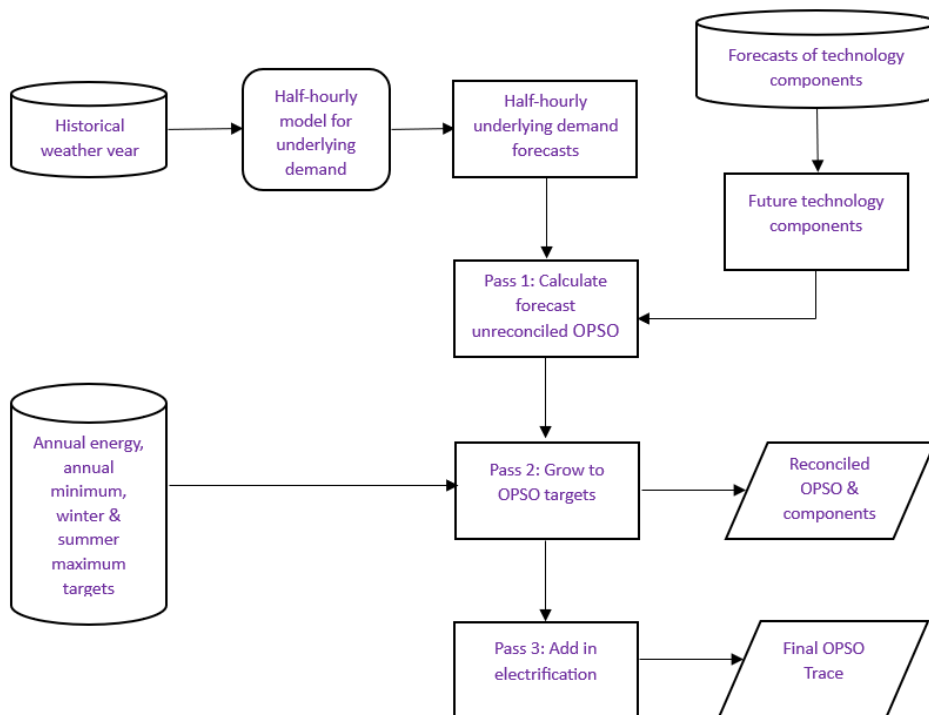 Forecasts of technology
components
Historical
weather year
Half-hourly
model for
underlying
demand
Half-hourly
underlying demand
forecasts
Future technology
components
Pass 1: Calculate
forecast
unreconciled OPSO
Annual energy,
annual
minimum,
winter &
summer
maximum
targets
Pass 2: Grow to
OPSO targets
Reconciled
OPSO &
components
Pass 3: Add in
electrification
Final OPSO
Trace